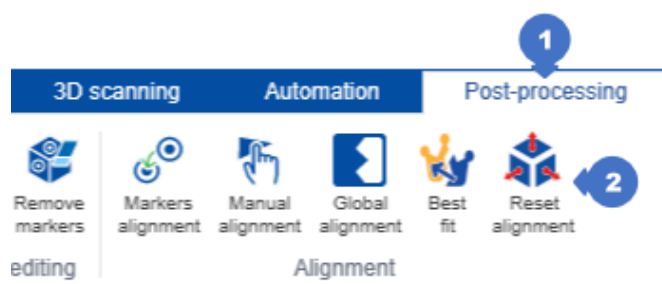 1
3D scanning Automation Post-processing
2
Remove markers Markers alignment Manual alignment Global alignment Best fit Reset alignment
editing Alignment